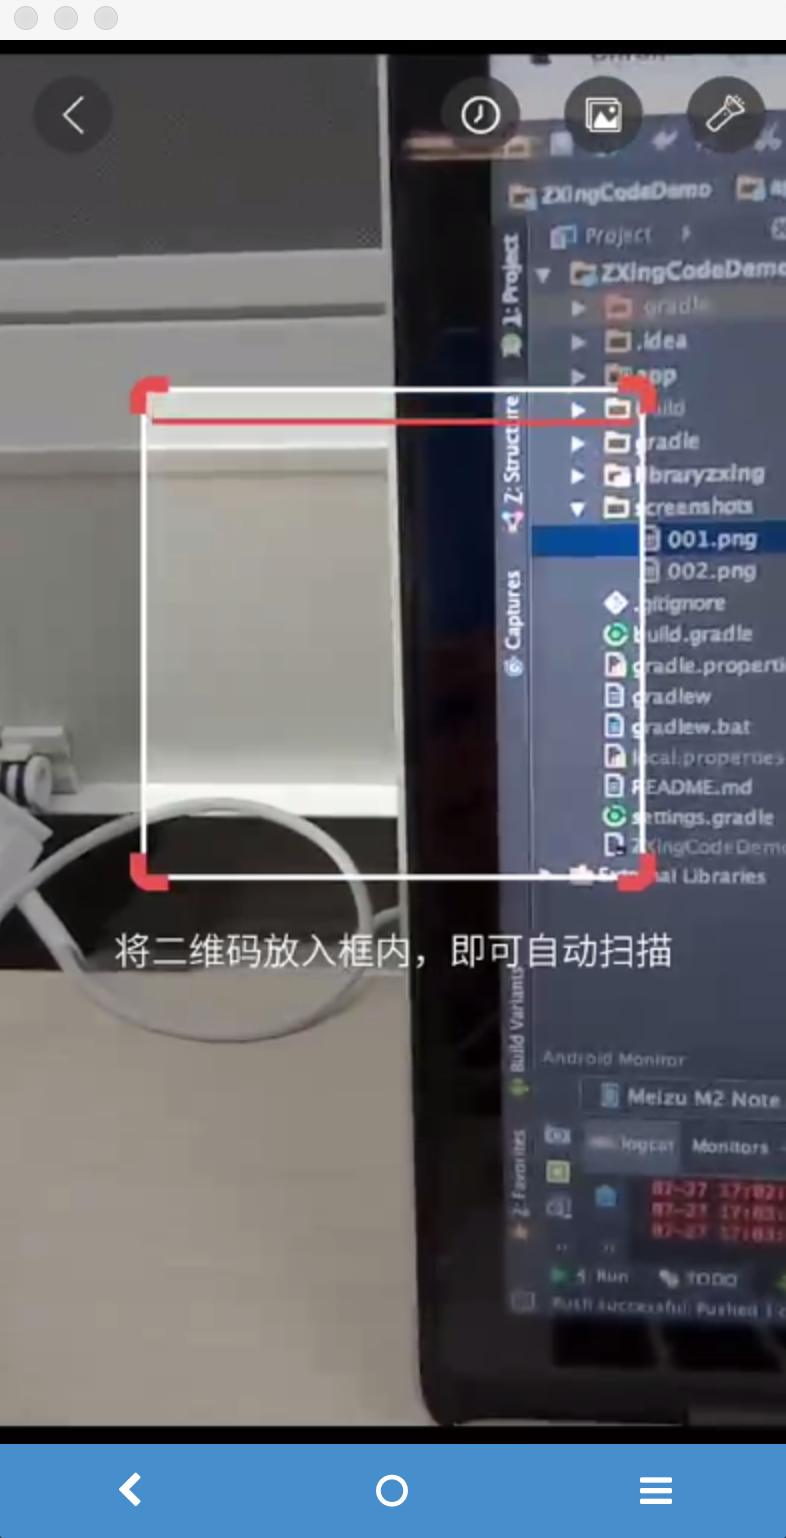 ZXingCodeDemo
Project
1: Project
ZXingCodeDemo
.gradle
.idea
app
build
gradle
libraryzxing
Z: Structure
screenshots
001.png
002.png
Captures
.gitignore
build.gradle
gradle.properti
gradlew
gradlew.bat
local.properties
README.md
settings.gradle
ZXingCodeDemo
External Libraries
将二维码放入框内，即可自动扫描
Build Variants
Android Monitor
Meizu M2 Note
logcat Monitors
2: Favorites
07-27 17:02:
07-27 17:03:
07-27 17:03:
4: Run TODO
Push successful: Pushed 1 c